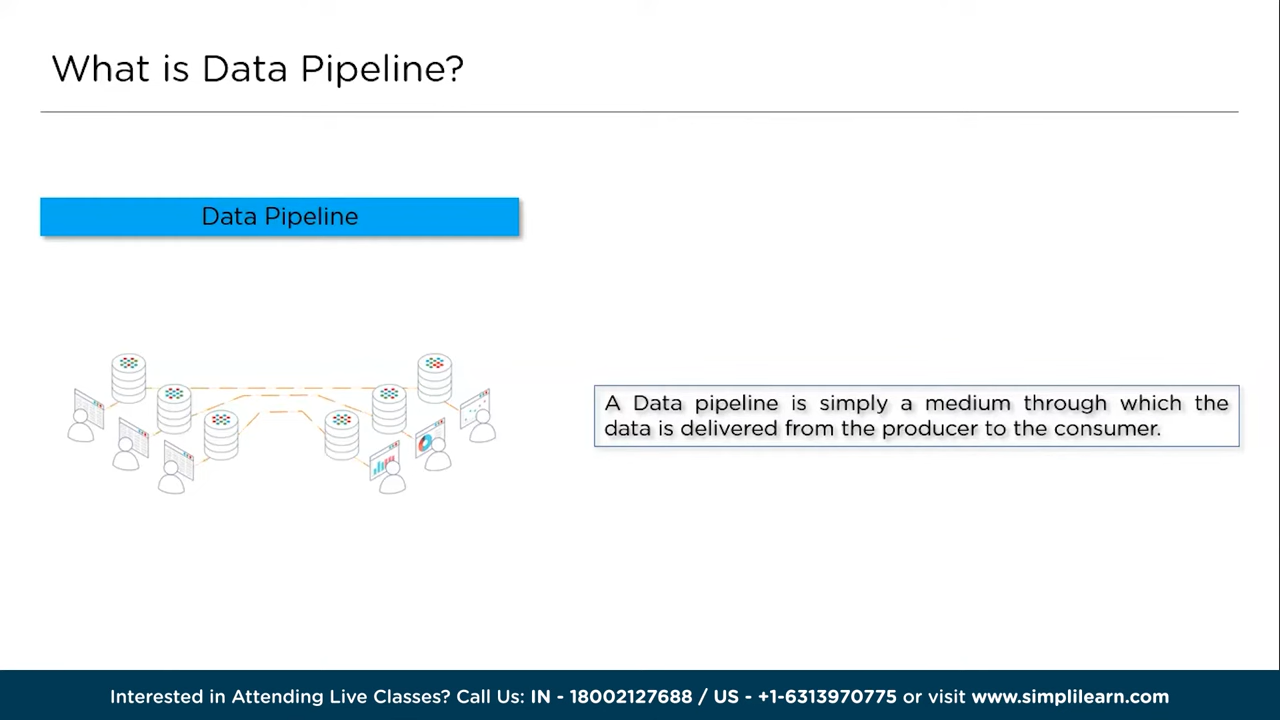 What is Data Pipeline?
Data Pipeline
A Data pipeline is simply a medium through which the
data is delivered from the producer to the consumer.
Interested in Attending Live Classes? Call Us: IN - 18002127688 / US - +1-6313970775 or visit www.simplilearn.com